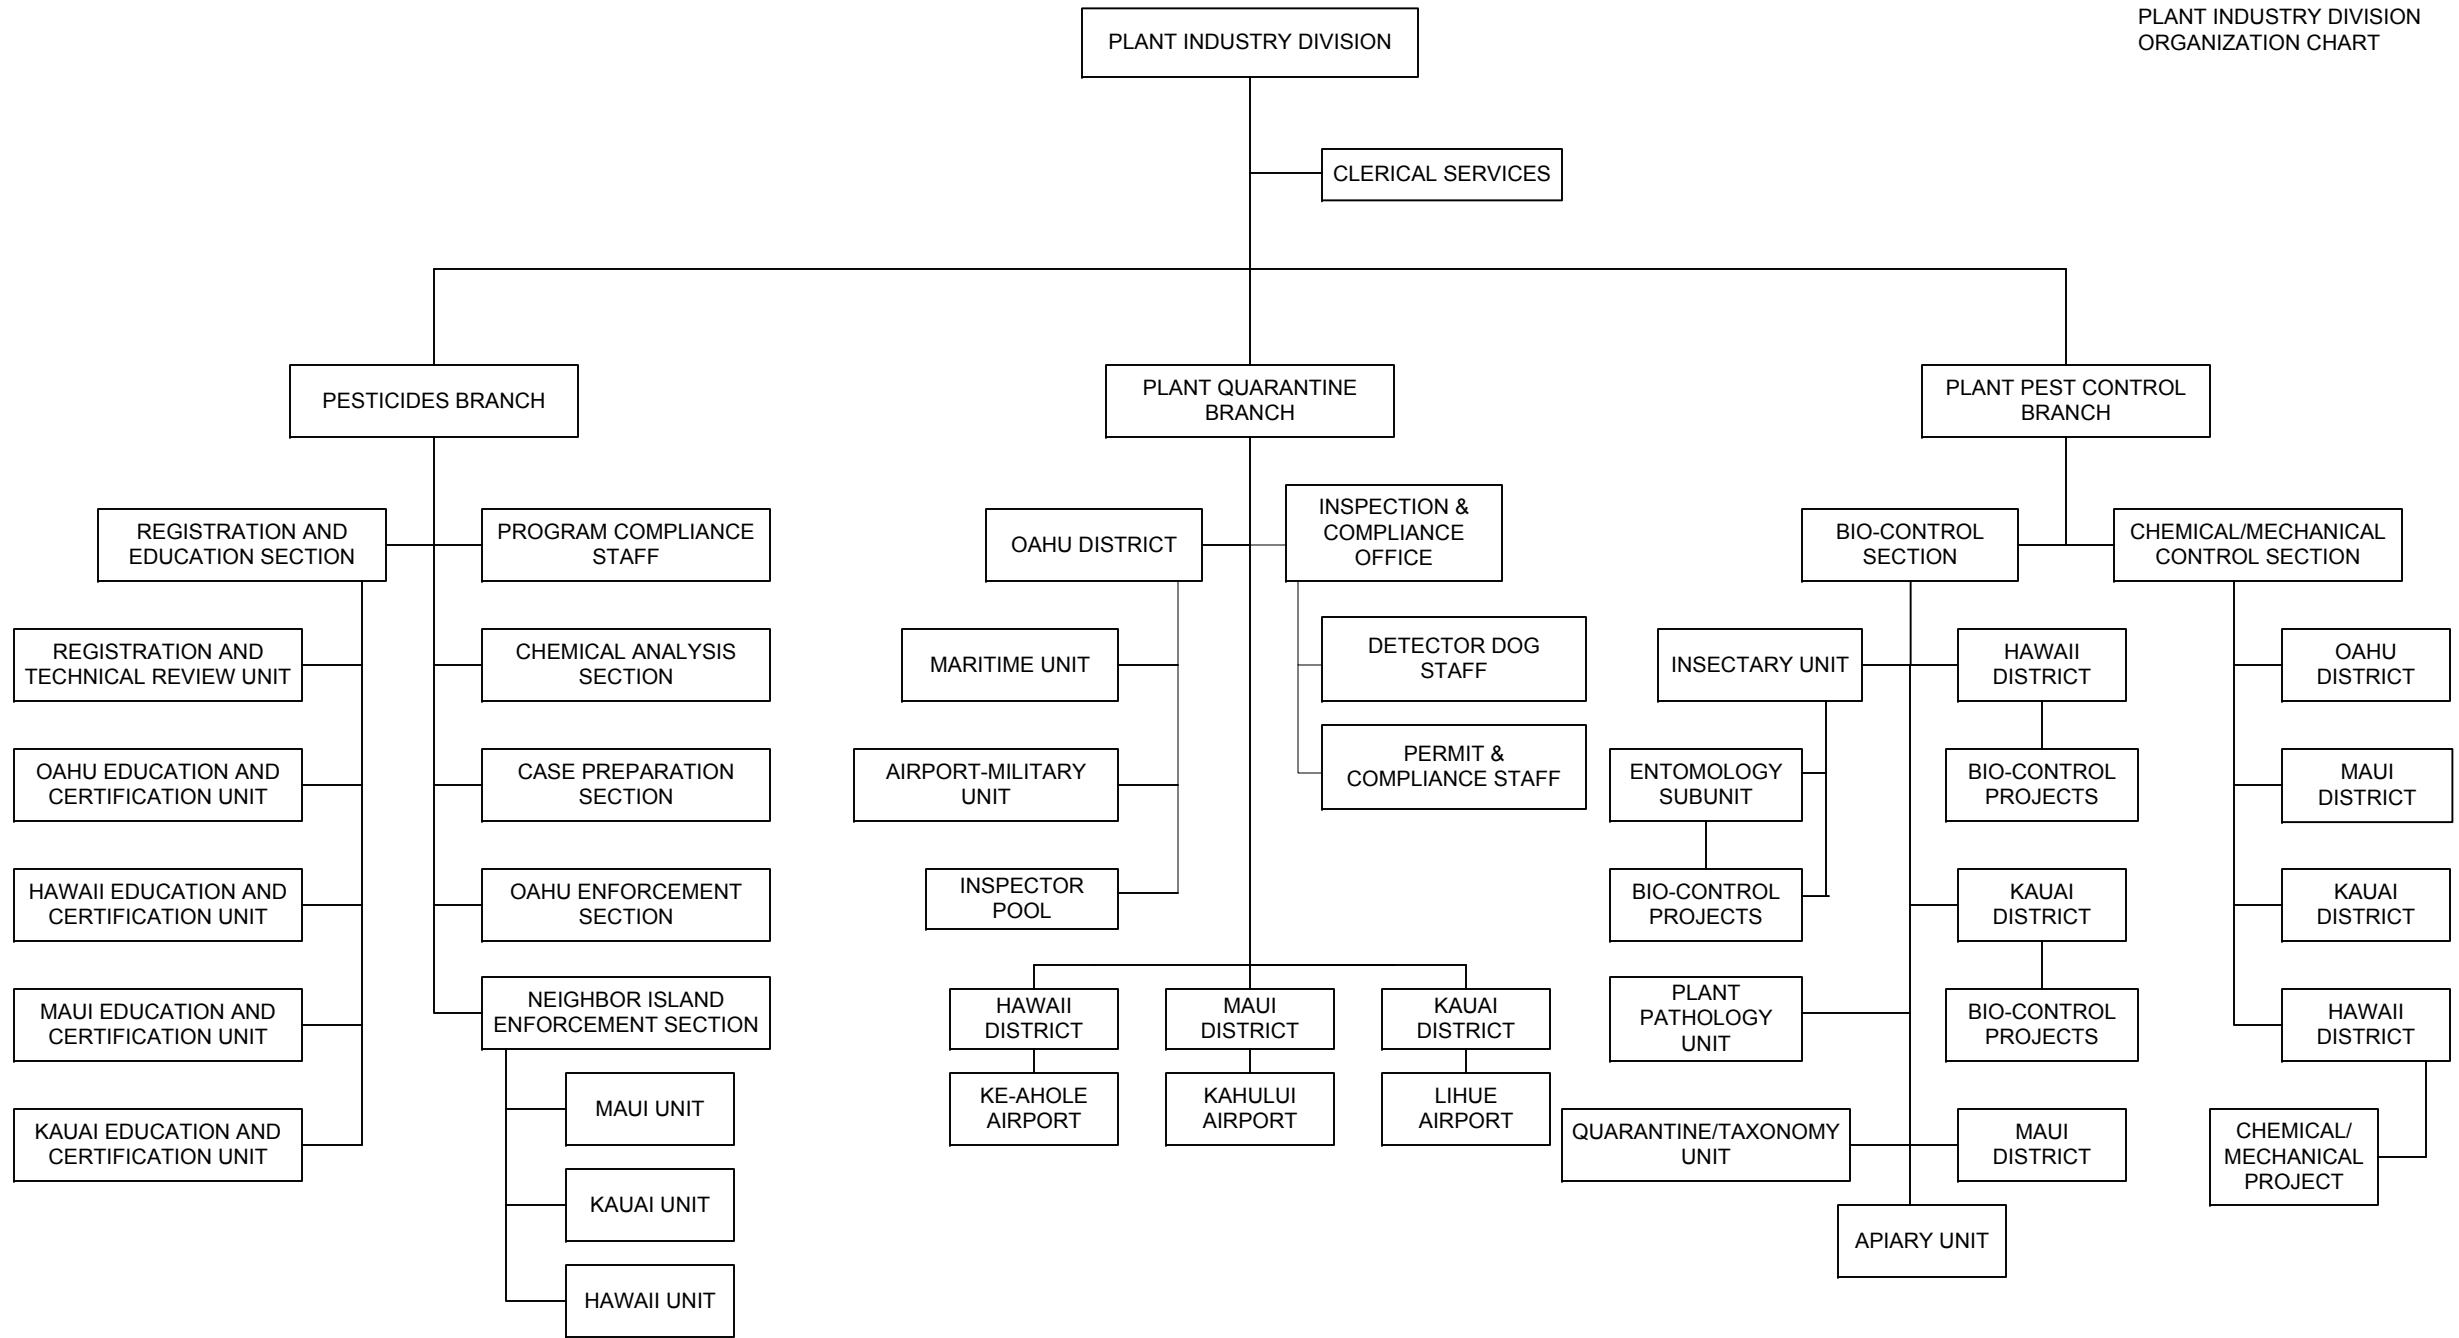 PLANT INDUSTRY DIVISION
ORGANIZATION CHART
PLANT INDUSTRY DIVISION
CLERICAL SERVICES
PESTICIDES BRANCH
REGISTRATION AND
EDUCATION SECTION
REGISTRATION AND
TECHNICAL REVIEW UNIT
OAHU EDUCATION AND
CERTIFICATION UNIT
HAWAII EDUCATION AND
CERTIFICATION UNIT
MAUI EDUCATION AND
CERTIFICATION UNIT
KAUAI EDUCATION AND
CERTIFICATION UNIT
PROGRAM COMPLIANCE
STAFF
CHEMICAL ANALYSIS
SECTION
CASE PREPARATION
SECTION
OAHU ENFORCEMENT
SECTION
NEIGHBOR ISLAND
ENFORCEMENT SECTION
MAUI UNIT
KAUAI UNIT
HAWAII UNIT
PLANT QUARANTINE
BRANCH
OAHU DISTRICT
MARITIME UNIT
AIRPORT-MILITARY
UNIT
INSPECTOR
POOL
INSPECTION &
COMPLIANCE
OFFICE
DETECTOR DOG
STAFF
PERMIT &
COMPLIANCE STAFF
HAWAII
DISTRICT
KE-AHOLE
AIRPORT
MAUI
DISTRICT
KAHULUI
AIRPORT
KAUAI
DISTRICT
LIHUE
AIRPORT
PLANT PEST CONTROL
BRANCH
BIO-CONTROL
SECTION
INSECTARY UNIT
ENTOMOLOGY
SUBUNIT
BIO-CONTROL
PROJECTS
PLANT
PATHOLOGY
UNIT
QUARANTINE/TAXONOMY
UNIT
HAWAII
DISTRICT
BIO-CONTROL
PROJECTS
KAUAI
DISTRICT
BIO-CONTROL
PROJECTS
MAUI
DISTRICT
APIARY UNIT
CHEMICAL/MECHANICAL
CONTROL SECTION
OAHU
DISTRICT
MAUI
DISTRICT
KAUAI
DISTRICT
HAWAII
DISTRICT
CHEMICAL/
MECHANICAL
PROJECT